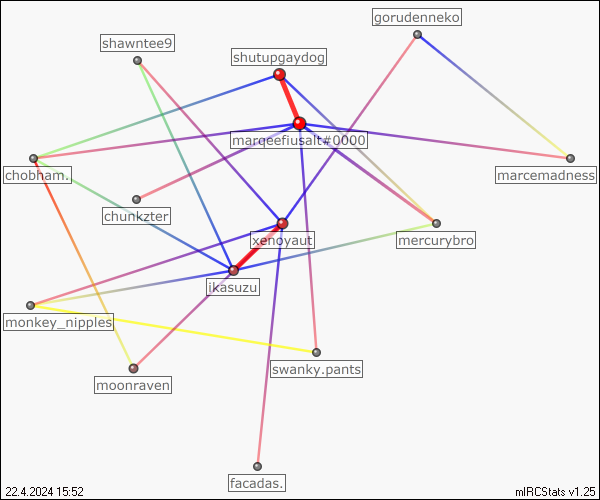 gorudenneko
shawntee9
shutupgaydog
marqeefiusalt#0000
chobham.
marcemadness
chunkzter
xenoyaut
mercurybro
ikasuzu
monkey_nipples
swanky.pants
moonraven
facadas.
22.4.2024 15:52
mIRCStats v1.25